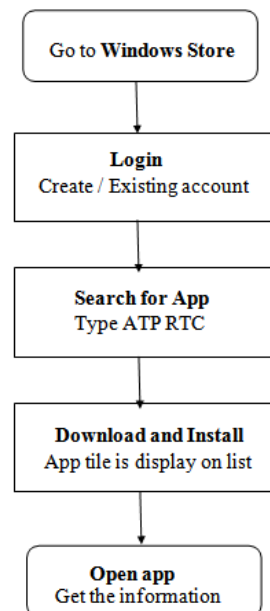 Go to Windows Store
Login
Create / Existing account
Search for App
Type ATP RTC
Download and Install
App tile is display on list
Open app
Get the information